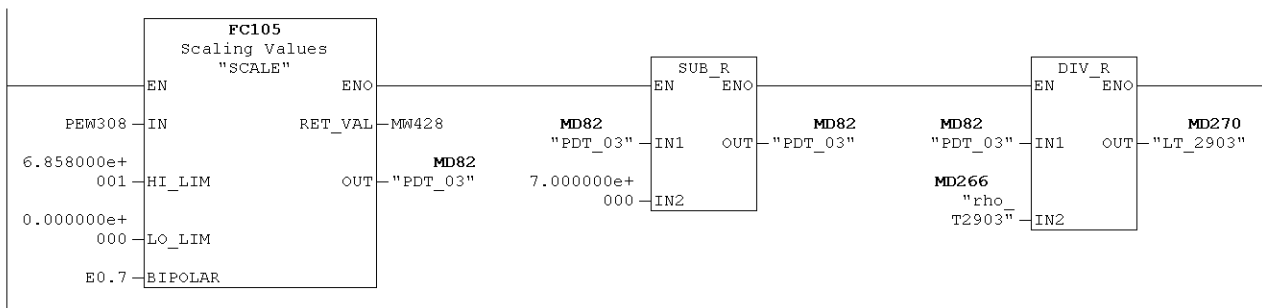 FC105
Scaling Values
"SCALE"
EN ENO
PEW308 IN RET_VAL MW428
6.858000e+
001 HI_LIM
MD82
OUT "PDT_03"
0.000000e+
000 LO_LIM
E0.7 BIPOLAR
SUB_R
EN ENO
MD82
"PDT_03" IN1
MD82
OUT "PDT_03"
7.000000e+
000 IN2
DIV_R
EN ENO
MD82
"PDT_03" IN1
MD270
OUT "LT_2903"
MD266
"rho_
T2903" IN2